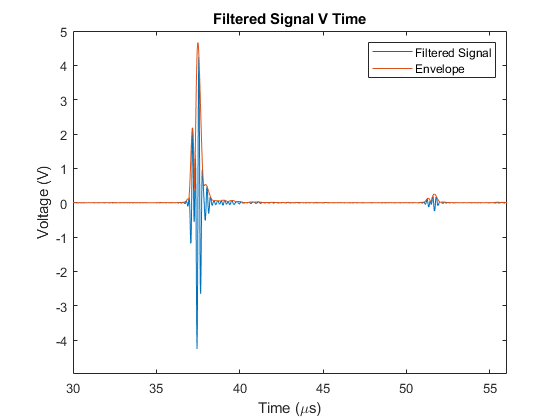 Filtered Signal V Time
Filtered Signal
Envelope
Voltage (V)
5
4
3
2
1
0
-1
-2
-3
-4
30 35 40 45 50 55
Time (μs)